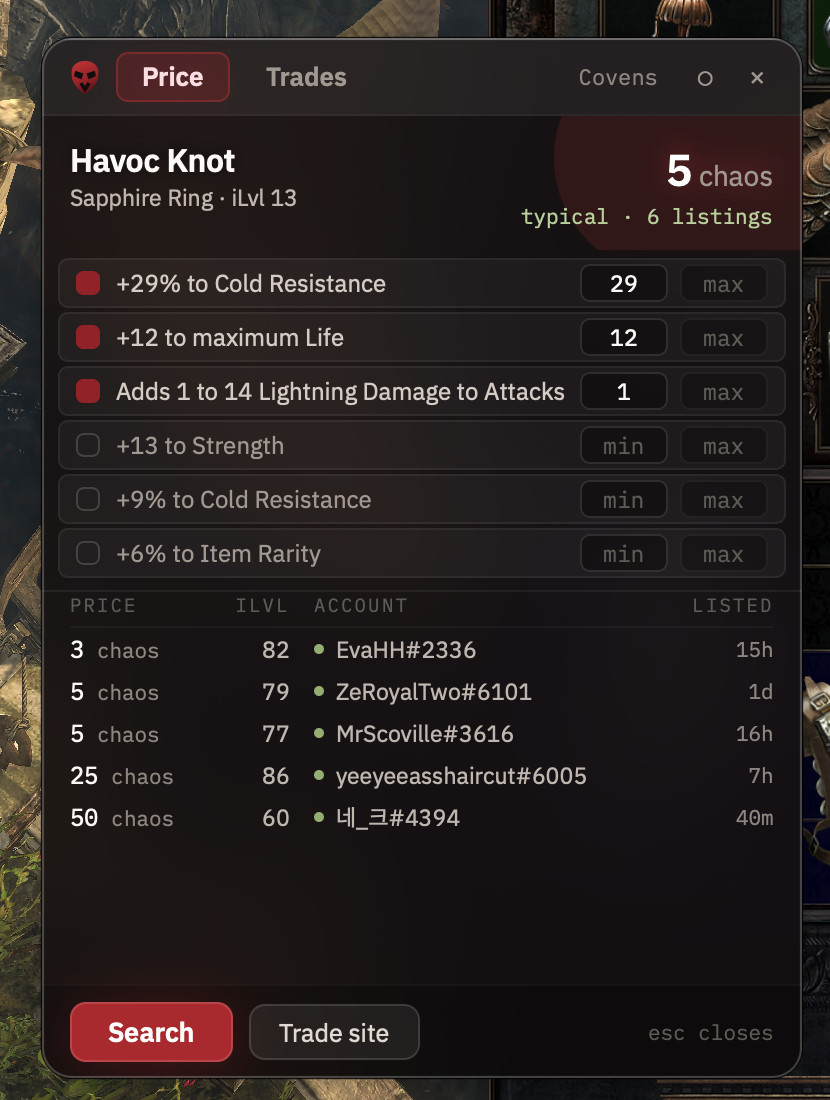 Price Trades Covens
Havoc Knot
5 chaos
Sapphire Ring · iLvl 13
typical · 6 listings
+29% to Cold Resistance 29 max
+12 to maximum Life 12 max
Adds 1 to 14 Lightning Damage to Attacks 1 max
+13 to Strength min max
+9% to Cold Resistance min max
+6% to Item Rarity min max
PRICE ILVL ACCOUNT LISTED
3 chaos 82 EvaHH#2336 15h
5 chaos 79 ZeRoyalTwo#6101 1d
5 chaos 77 MrScoville#3616 16h
25 chaos 86 yeeyeeasshaircut#6005 7h
50 chaos 60 네_크#4394 40m
Search Trade site esc closes